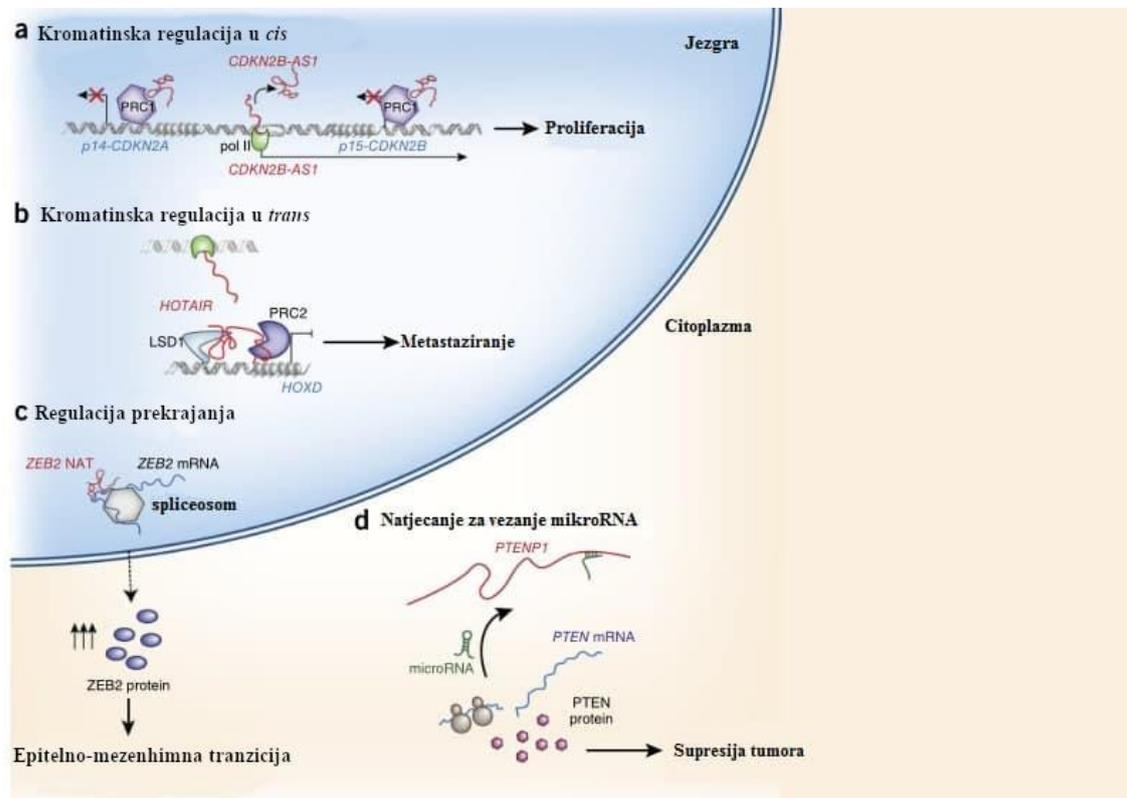 a Kromatinska regulacija u cis
Jezgra
CDKN2B-AS1
PRC1
PRC1
p14-CDKN2A
pol II
p15-CDKN2B
Proliferacija
CDKN2B-AS1
b Kromatinska regulacija u trans
HOTAIR
PRC2
LSD1
Metastaziranje
HOXD
Citoplazma
c Regulacija prekrajanja
ZEB2 NAT
ZEB2 mRNA
spliceosom
d Natjecanje za vezanje mikroRNA
PTENP1
PTEN mRNA
microRNA
ZEB2 protein
PTEN
protein
Epitelno-mezenhimna tranzicija
Supresija tumora